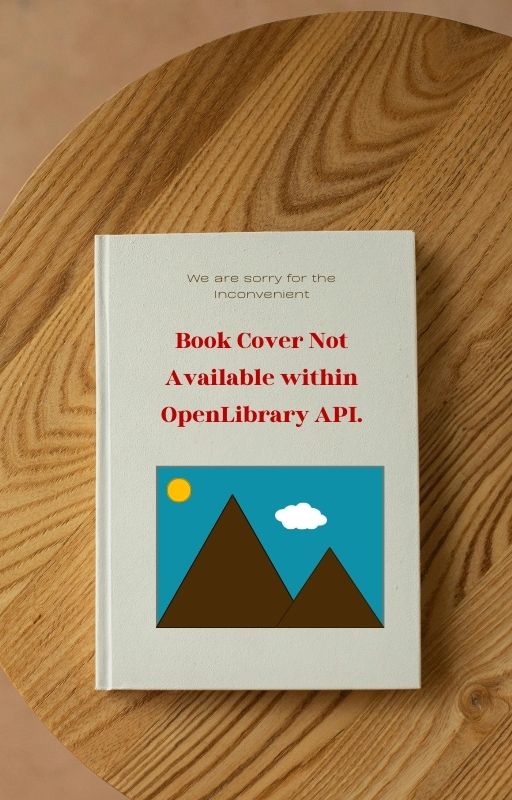 We are sorry for the
Inconvenient
Book Cover Not
Available within
OpenLibrary API.